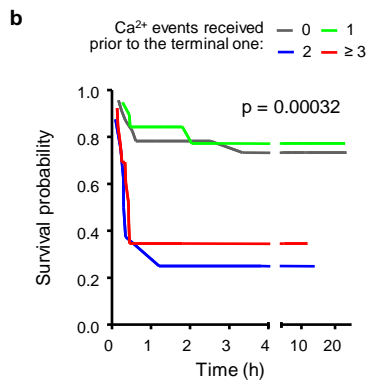 b
Ca²⁺ events received
prior to the terminal one:
0
1
2
≥ 3
p = 0.00032
Survival probability
1.0
0.8
0.6
0.4
0.2
0.0
0
1
2
3
4
10
20
Time (h)